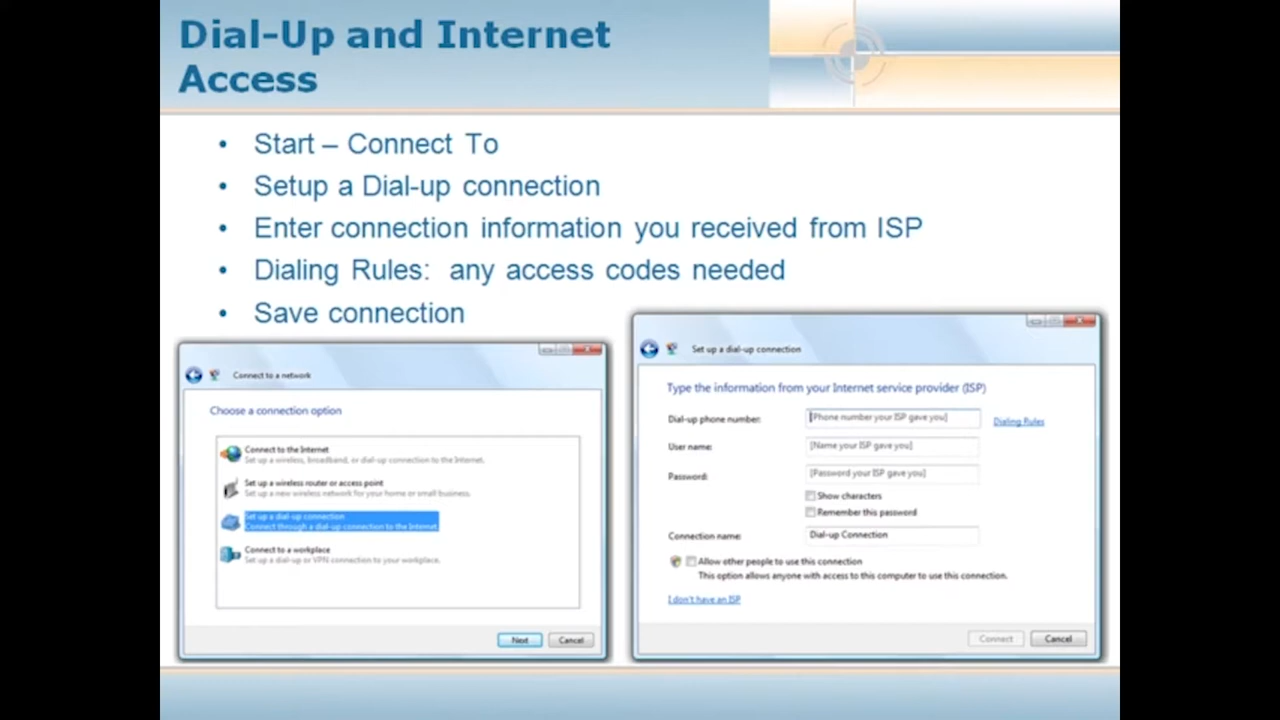 Dial-Up and Internet
Access
• Start – Connect To
• Setup a Dial-up connection
• Enter connection information you received from ISP
• Dialing Rules: any access codes needed
• Save connection
Connect to a network
Choose a connection option
Connect to the Internet
Set up a wireless, broadband, or dial-up connection to the Internet.
Set up a wireless router or access point
Set up a new wireless network for your home or small business.
Set up a dial-up connection
Connect through a dial-up connection to the Internet.
Connect to a workplace
Set up a dial-up or VPN connection to your workplace.
Next Cancel
Set up a dial-up connection
Type the information from your Internet service provider (ISP)
Dial-up phone number: [Phone number your ISP gave you] Dialing Rules
User name: [Name your ISP gave you]
Password: [Password your ISP gave you]
Show characters
Remember this password
Connection name: Dial-up Connection
Allow other people to use this connection
This option allows anyone with access to this computer to use this connection.
I don't have an ISP
Connect Cancel